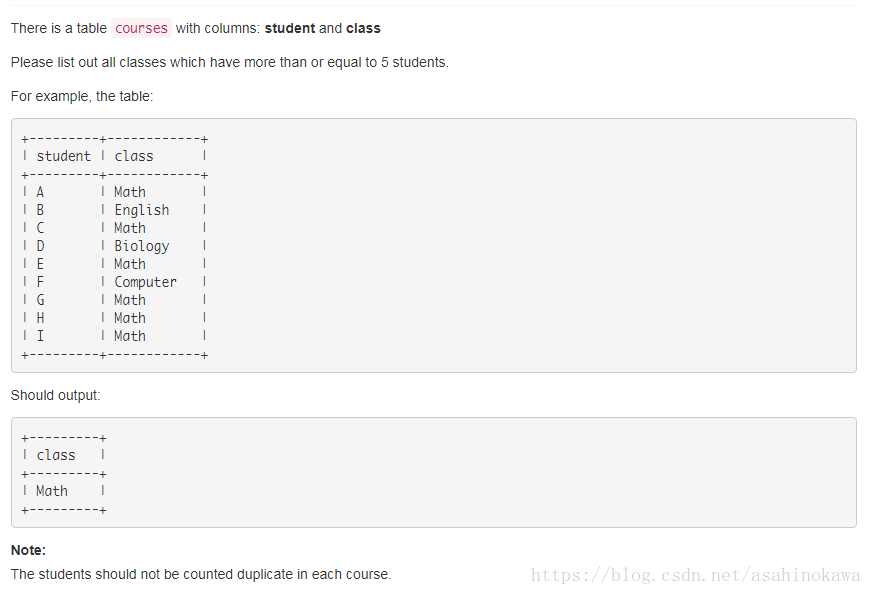 There is a table courses with columns: student and class
Please list out all classes which have more than or equal to 5 students.
For example, the table:
+---------+------------+
| student | class      |
+---------+------------+
| A       | Math       |
| B       | English    |
| C       | Math       |
| D       | Biology    |
| E       | Math       |
| F       | Computer   |
| G       | Math       |
| H       | Math       |
| I       | Math       |
+---------+------------+
Should output:
+---------+
| class   |
+---------+
| Math    |
+---------+
Note:
The students should not be counted duplicate in each course.
https://blog.csdn.net/asahinokawa